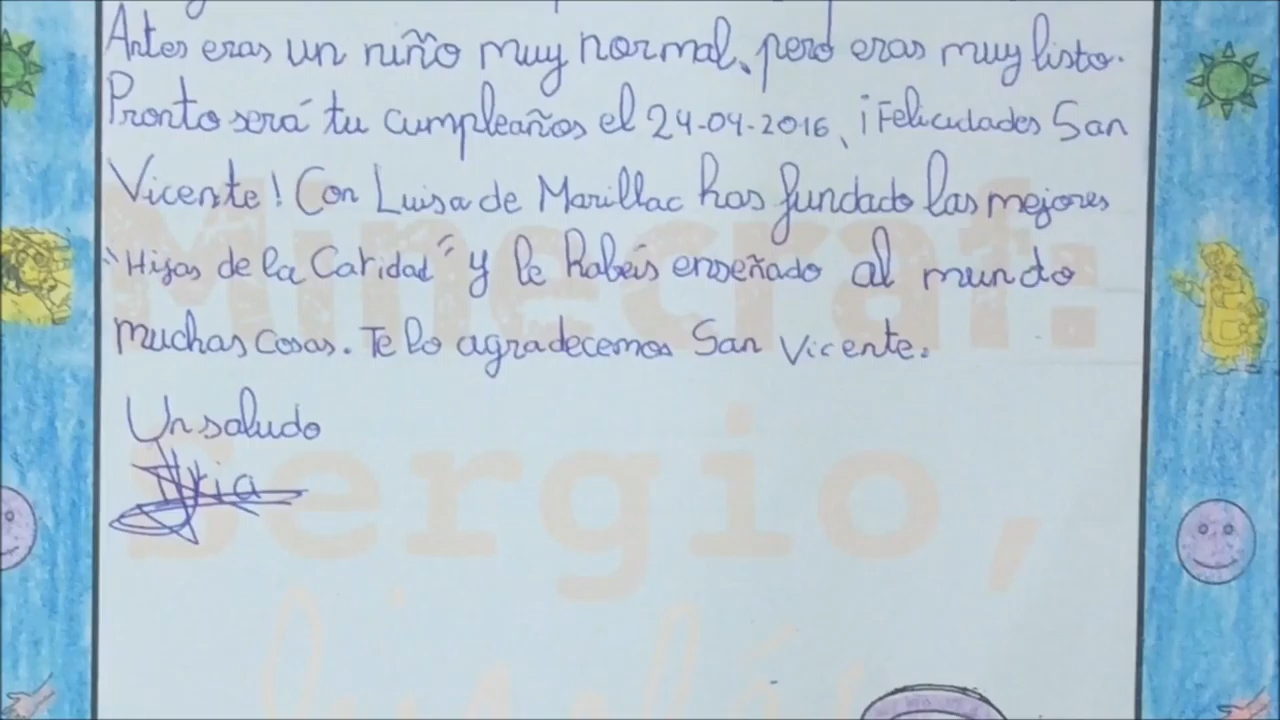 Antes eras un niño muy normal, pero eras muy listo.
Pronto será tu cumpleaños el 24-04-2016, ¡Felicidades San
Vicente! Con Luisa de Marillac has fundado las mejores
"Hijas de la Caridad" y le habéis enseñado al mundo
muchas cosas. Te lo agradecemos San Vicente.
Un saludo
Minecraf:
Sergio,